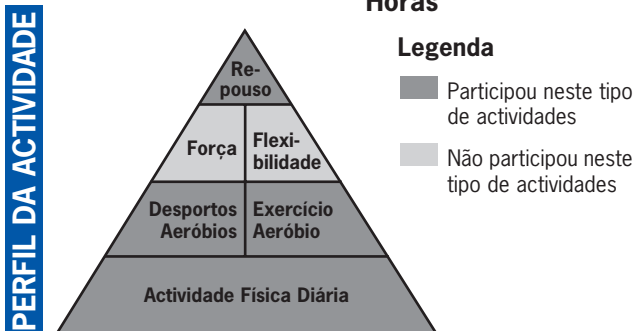 PERFIL DA ACTIVIDADE
Horas
Legenda
Participou neste tipo
de actividades
Não participou neste
tipo de actividades
Re-
pouso
Força
Flexi-
bilidade
Desportos
Aeróbios
Exercício
Aeróbio
Actividade Física Diária